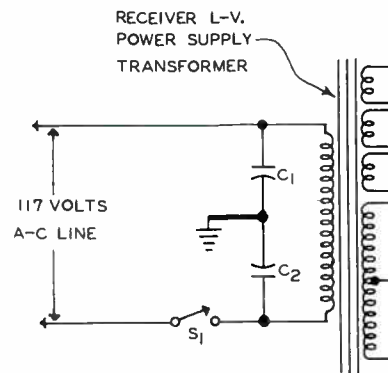 RECEIVER L-V.
POWER SUPPLY
TRANSFORMER
C1
117 VOLTS
A-C LINE
C2
S1